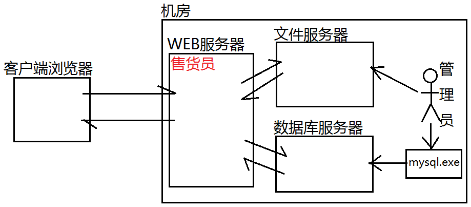 机房
WEB服务器
售货员
文件服务器
客户端浏览器
管理员
数据库服务器
mysql.exe